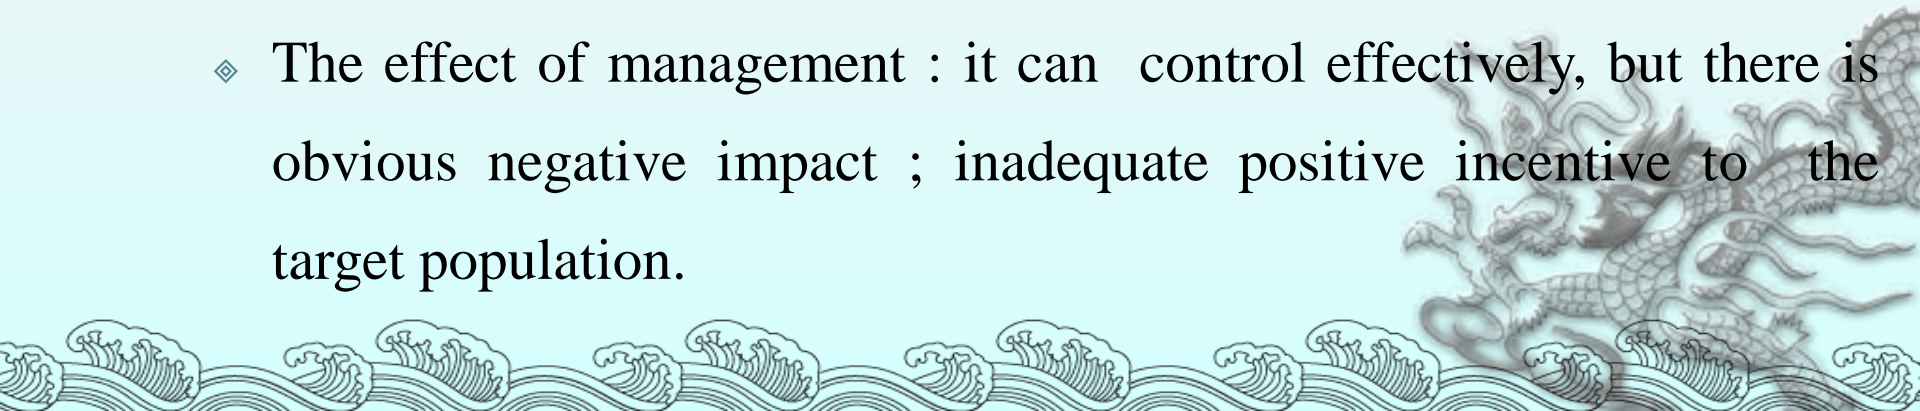 The effect of management : it can control effectively, but there is
obvious negative impact ; inadequate positive incentive to the
target population.